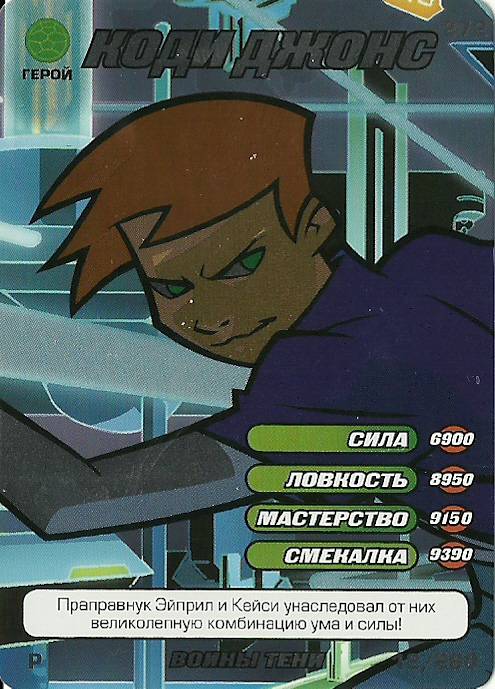 КОДИ ДЖОНС
ГЕРОЙ
СИЛА 6900
ЛОВКОСТЬ 8950
МАСТЕРСТВО 9150
СМЕКАЛКА 9390
Праправнук Эйприл и Кейси унаследовал от них
великолепную комбинацию ума и силы!
Р ВОИНЫ ТЕНИ